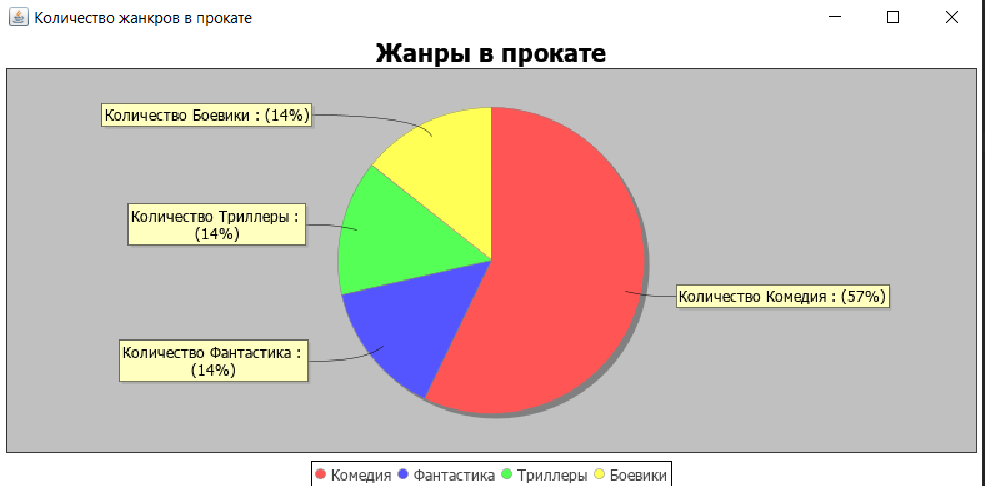 Количество жанкров в прокате
Жанры в прокате
Количество Боевики : (14%)
Количество Триллеры :
(14%)
Количество Комедия : (57%)
Количество Фантастика :
(14%)
Комедия Фантастика Триллеры Боевики